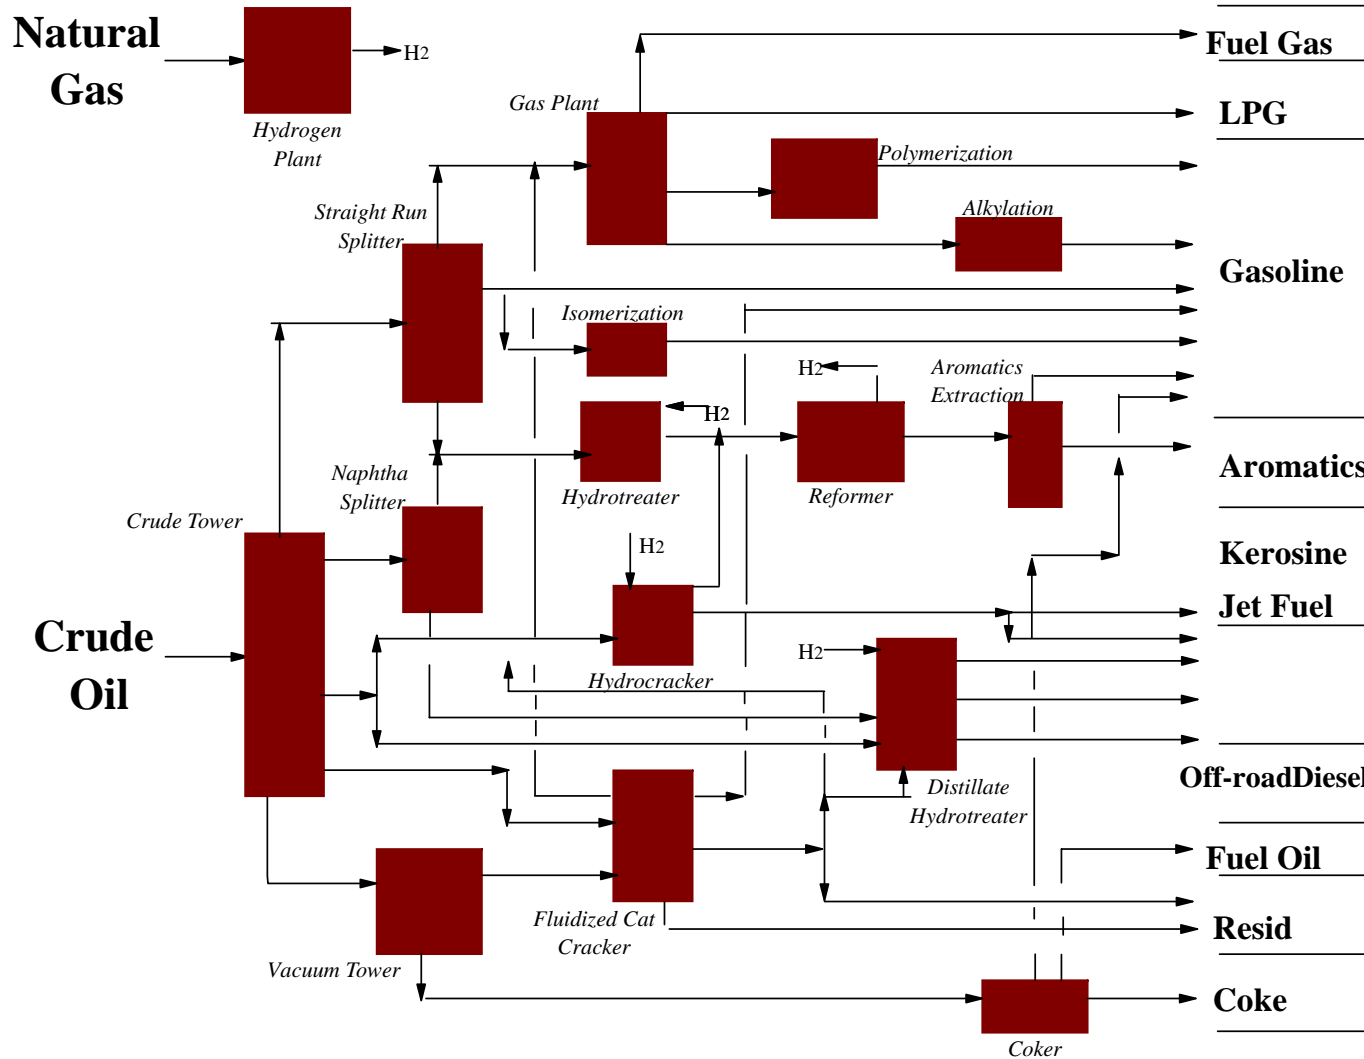 Natural
Gas
H2
Hydrogen
Plant
Gas Plant
Fuel Gas
LPG
Polymerization
Straight Run
Splitter
Alkylation
Gasoline
Isomerization
H2
Aromatics
Extraction
H2
Naphtha
Splitter
Hydrotreater
Reformer
Aromatics
Crude Tower
H2
Kerosine
Jet Fuel
Crude
Oil
H2
Hydrocracker
Distillate
Hydrotreater
Off-roadDiesel
Fuel Oil
Fluidized Cat
Cracker
Resid
Vacuum Tower
Coke
Coker